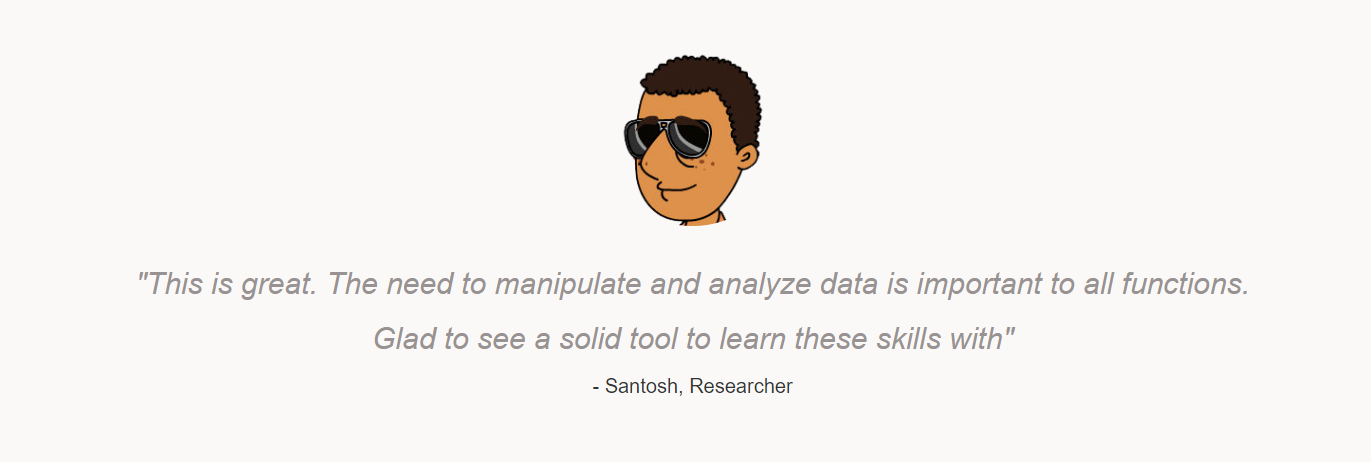 "This is great. The need to manipulate and analyze data is important to all functions.
Glad to see a solid tool to learn these skills with"
- Santosh, Researcher